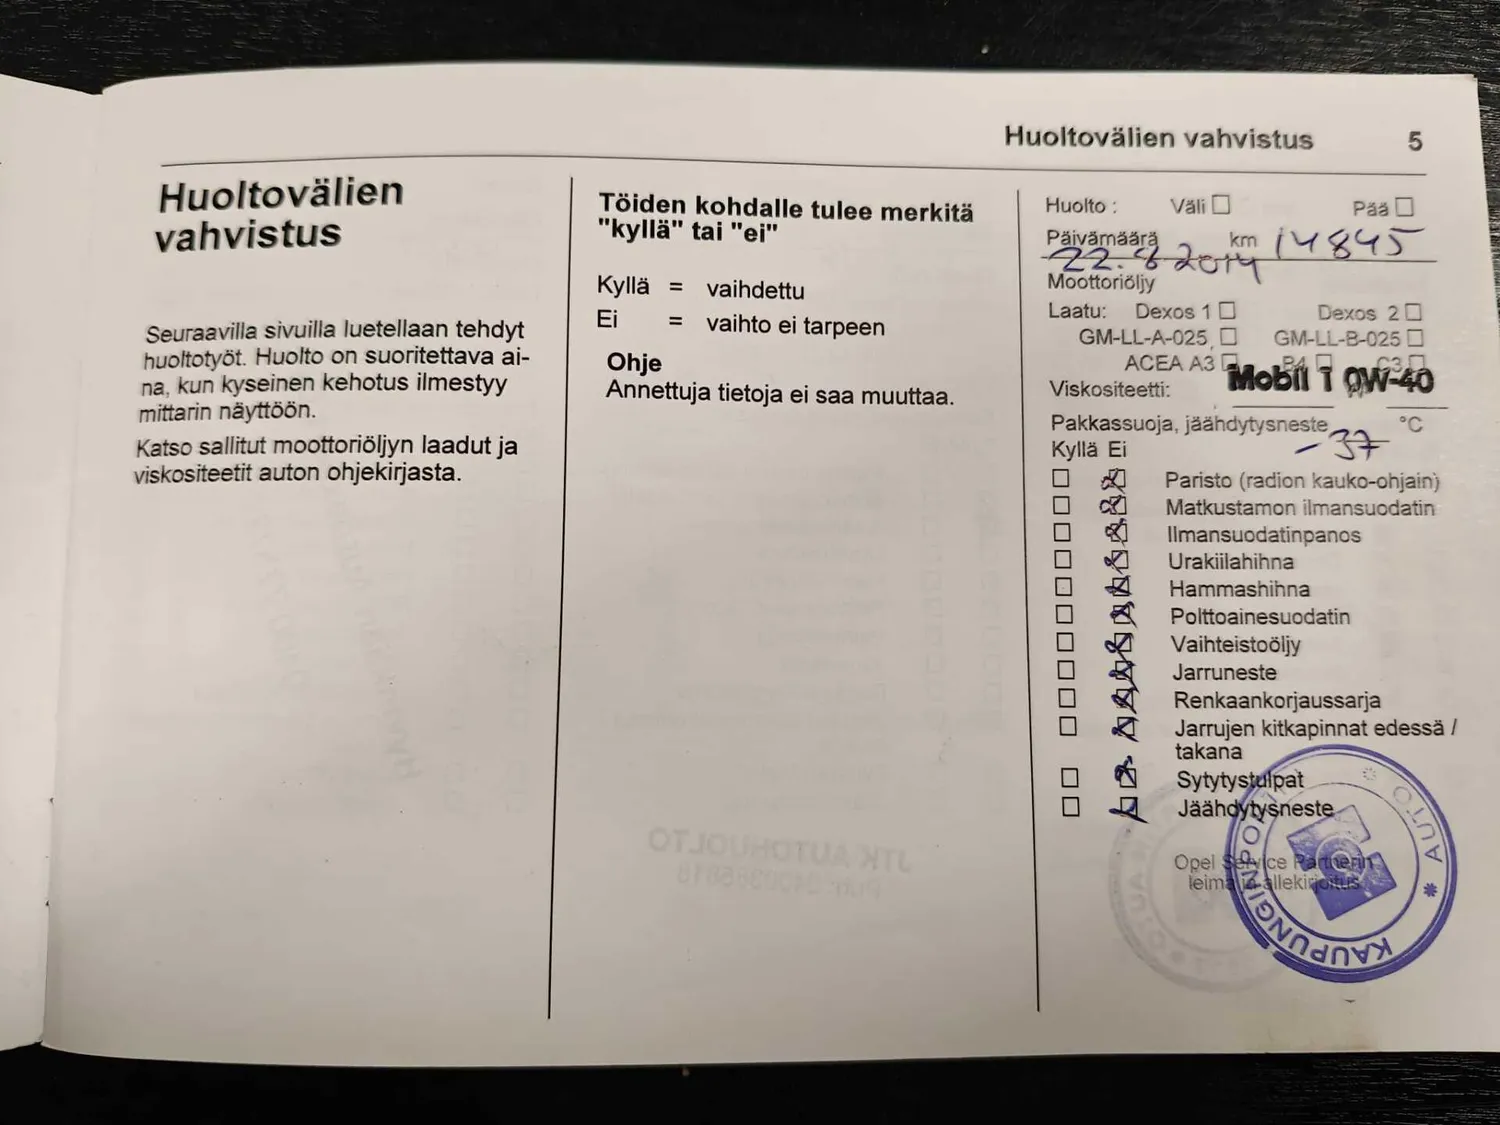 Huoltovälien vahvistus 5
Huoltovälien
vahvistus
Seuraavilla sivuilla luetellaan tehdyt
huoltotyöt. Huolto on suoritettava ai-
na, kun kyseinen kehotus ilmestyy
mittarin näyttöön.
Katso sallitut moottoriöljyn laadut ja
viskositeetit auton ohjekirjasta.
Töiden kohdalle tulee merkitä
"kyllä" tai "ei"
Kyllä = vaihdettu
Ei = vaihto ei tarpeen
Ohje
Annettuja tietoja ei saa muuttaa.
Huolto : Väli Pää
Päivämäärä km 14845
22.8 2014
Moottoriöljy
Laatu: Dexos 1 Dexos 2
GM-LL-A-025 GM-LL-B-025
ACEA A3 B4 C3
Viskositeetti: Mobil 1 0W-40
Pakkassuoja, jäähdytysneste °C
-37
Kyllä Ei
Paristo (radion kauko-ohjain)
Matkustamon ilmansuodatin
Ilmansuodatinpanos
Urakiilahihna
Hammashihna
Polttoainesuodatin
Vaihteistoöljy
Jarruneste
Renkaankorjaussarja
Jarrujen kitkapinnat edessä /
takana
Sytytystulpat
Jäähdytysneste
Opel Service Partnerin
leima ja allekirjoitus
AUTO
JTK AUTOHUOLTO